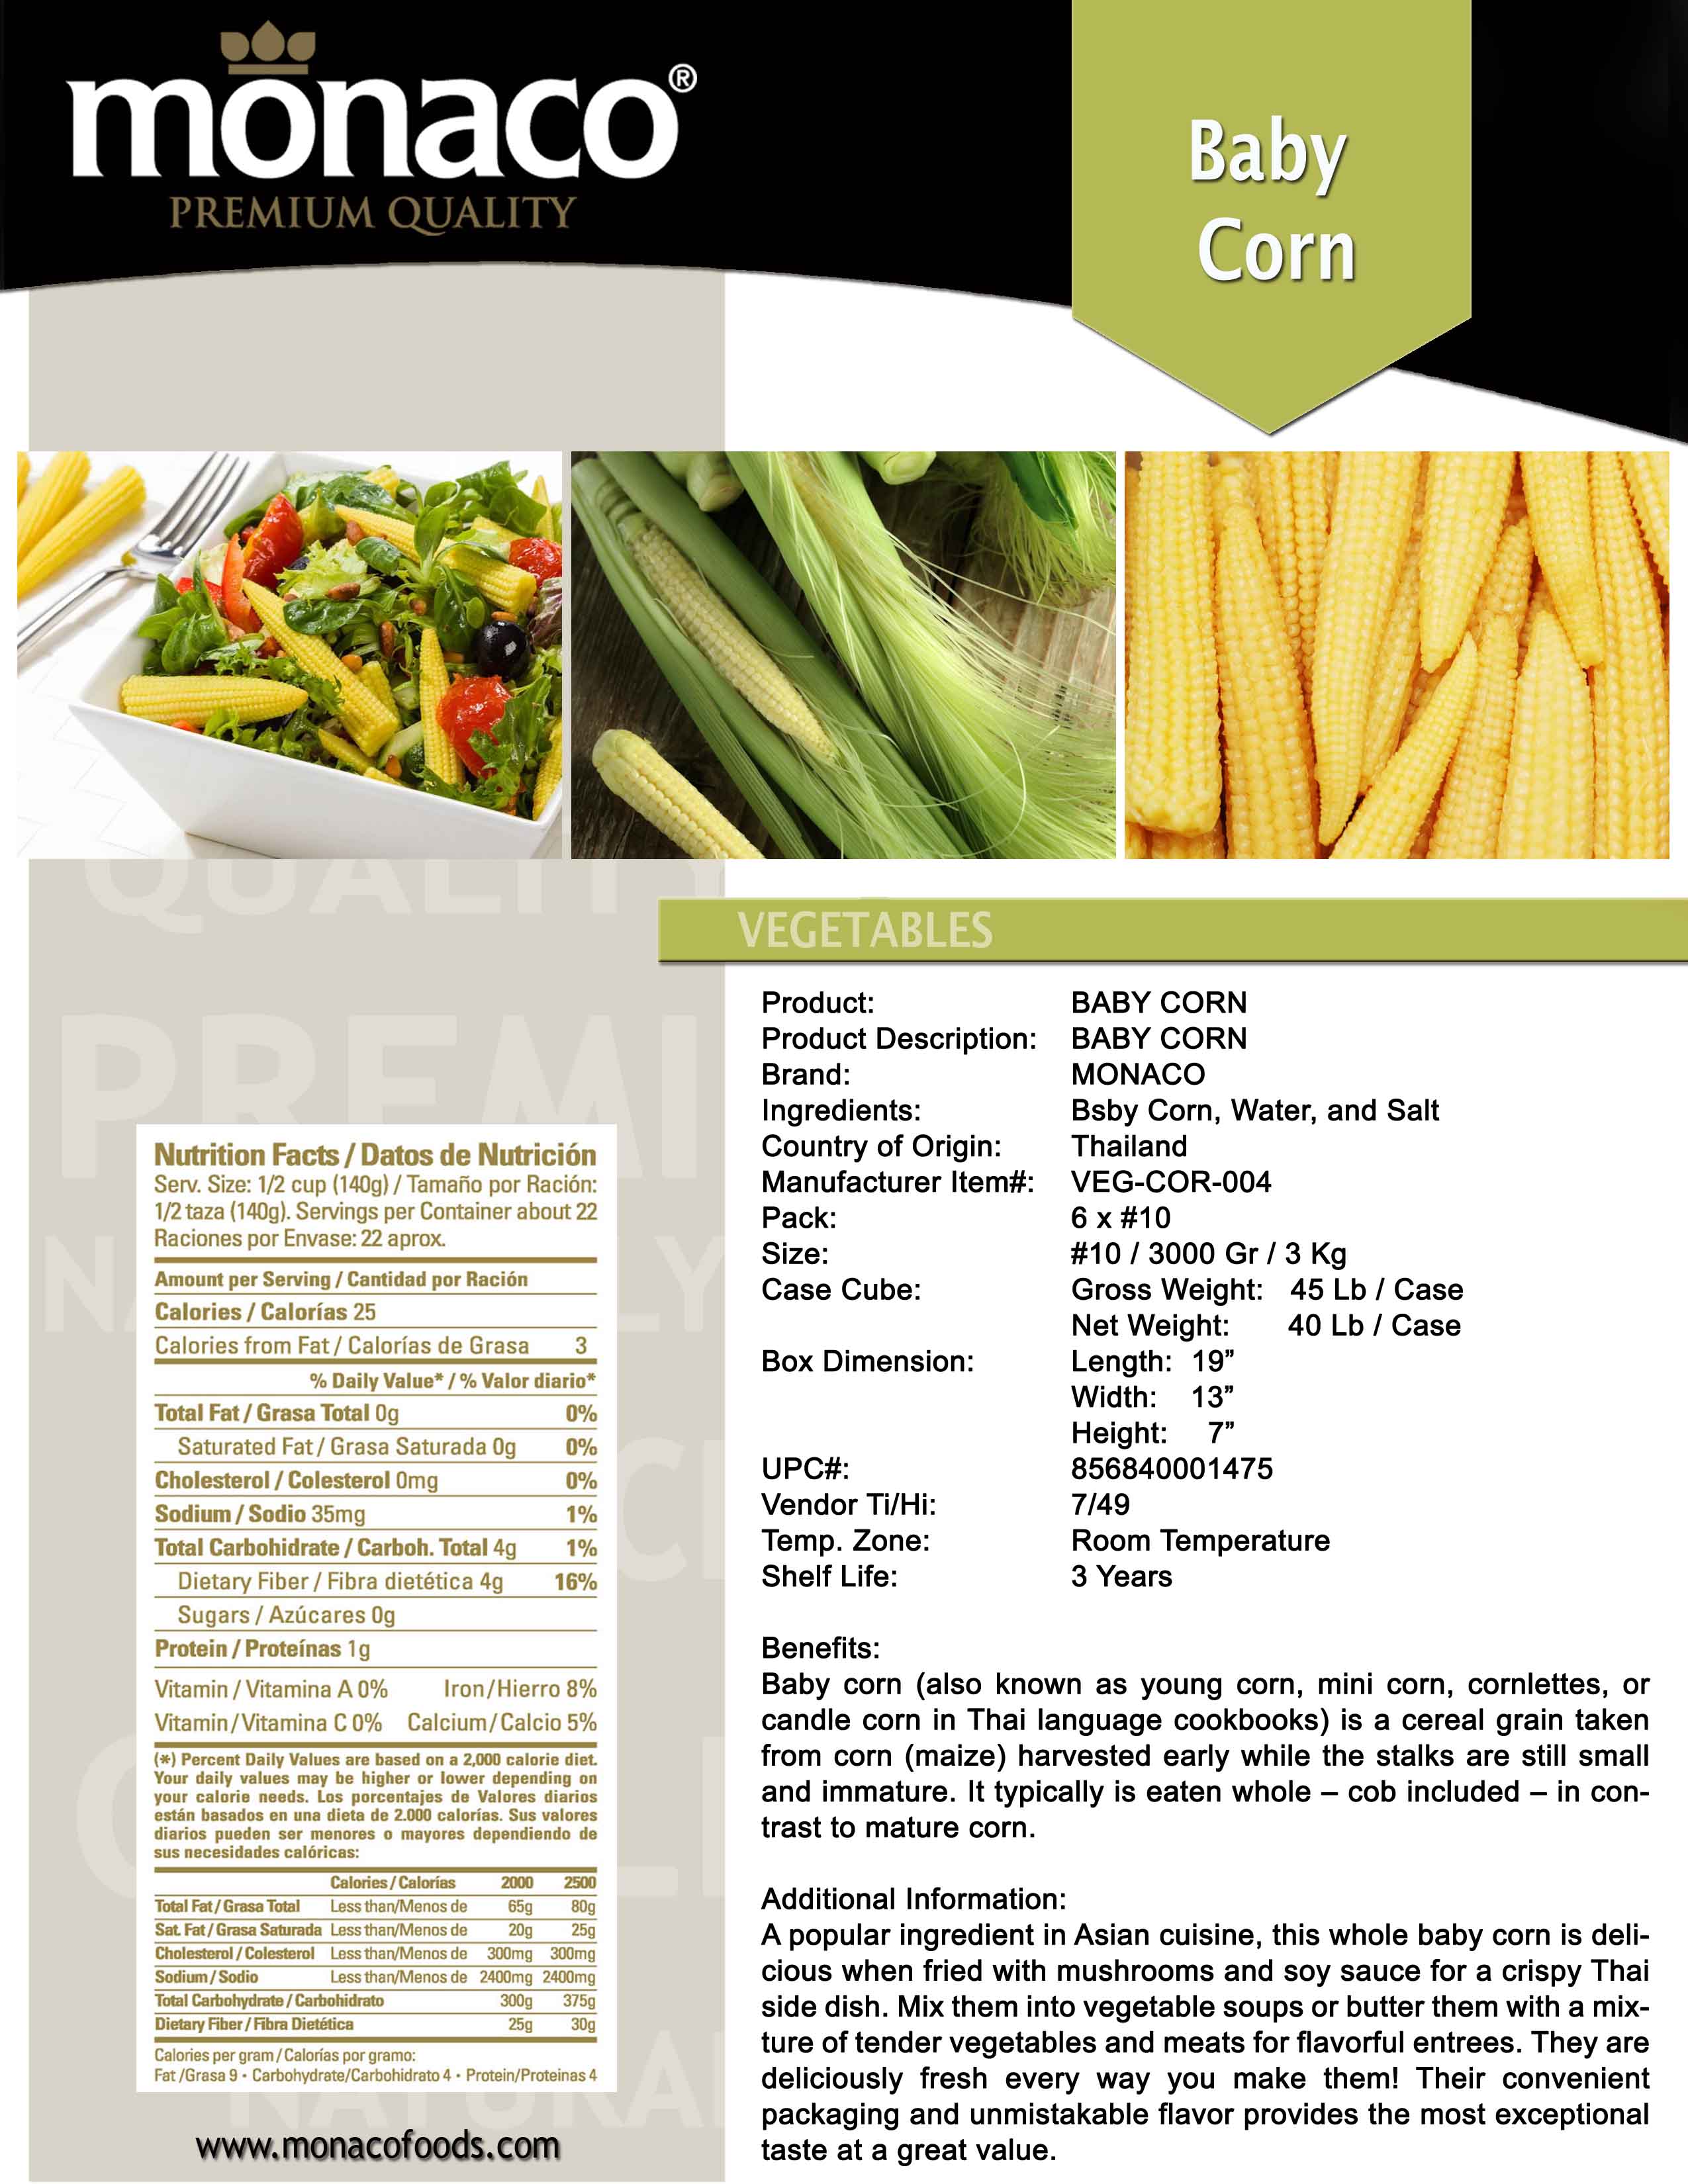 monaco®
PREMIUM QUALITY
Baby
Corn
QUALITY
VEGETABLES
PREMI
Product: BABY CORN
Product Description: BABY CORN
Brand: MONACO
Ingredients: Bsby Corn, Water, and Salt
Country of Origin: Thailand
Manufacturer Item#: VEG-COR-004
Pack: 6 x #10
Size: #10 / 3000 Gr / 3 Kg
Case Cube: Gross Weight: 45 Lb / Case
Net Weight: 40 Lb / Case
Box Dimension: Length: 19”
Width: 13”
Height: 7”
UPC#: 856840001475
Vendor Ti/Hi: 7/49
Temp. Zone: Room Temperature
Shelf Life: 3 Years
Benefits:
Baby corn (also known as young corn, mini corn, cornlettes, or
candle corn in Thai language cookbooks) is a cereal grain taken
from corn (maize) harvested early while the stalks are still small
and immature. It typically is eaten whole – cob included – in con-
trast to mature corn.
Additional Information:
A popular ingredient in Asian cuisine, this whole baby corn is deli-
cious when fried with mushrooms and soy sauce for a crispy Thai
side dish. Mix them into vegetable soups or butter them with a mix-
ture of tender vegetables and meats for flavorful entrees. They are
deliciously fresh every way you make them! Their convenient
packaging and unmistakable flavor provides the most exceptional
taste at a great value.
Nutrition Facts / Datos de Nutrición
Serv. Size: 1/2 cup (140g) / Tamaño por Ración:
1/2 taza (140g). Servings per Container about 22
Raciones por Envase: 22 aprox.
Amount per Serving / Cantidad por Ración
Calories / Calorías 25
Calories from Fat / Calorías de Grasa 3
% Daily Value* / % Valor diario*
Total Fat / Grasa Total 0g 0%
Saturated Fat / Grasa Saturada 0g 0%
Cholesterol / Colesterol 0mg 0%
Sodium / Sodio 35mg 1%
Total Carbohidrate / Carboh. Total 4g 1%
Dietary Fiber / Fibra dietética 4g 16%
Sugars / Azúcares 0g
Protein / Proteínas 1g
Vitamin / Vitamina A 0% Iron/Hierro 8%
Vitamin/Vitamina C 0% Calcium/Calcio 5%
(*) Percent Daily Values are based on a 2,000 calorie diet.
Your daily values may be higher or lower depending on
your calorie needs. Los porcentajes de Valores diarios
están basados en una dieta de 2.000 calorías. Sus valores
diarios pueden ser menores o mayores dependiendo de
sus necesidades calóricas:
Calories/Calorías 2000 2500
Total Fat/Grasa Total Less than/Menos de 65g 80g
Sat. Fat/Grasa Saturada Less than/Menos de 20g 25g
Cholesterol/Colesterol Less than/Menos de 300mg 300mg
Sodium/Sodio Less than/Menos de 2400mg 2400mg
Total Carbohydrate/Carbohidrato 300g 375g
Dietary Fiber/Fibra Dietética 25g 30g
Calories per gram/Calorías por gramo:
Fat /Grasa 9 • Carbohydrate/Carbohidrato 4 • Protein/Proteinas 4
www.monacofoods.com